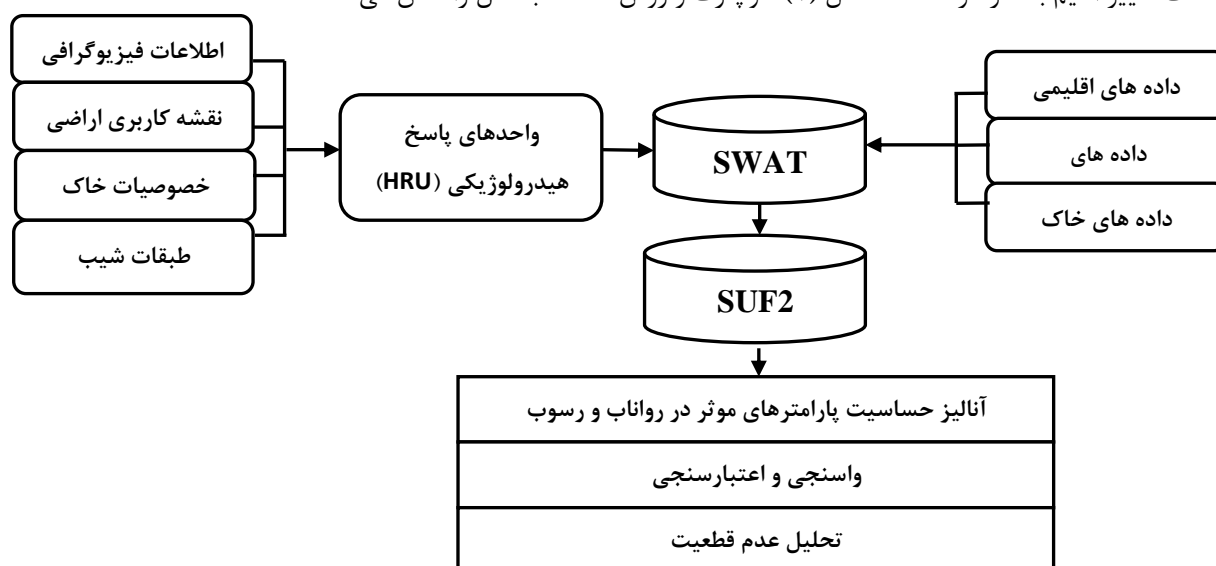 اطلاعات فیزیوگرافی
نقشه کاربری اراضی
خصوصیات خاک
طبقات شیب
واحدهای پاسخ
هیدرولوژیکی (HRU)
SWAT
داده های اقلیمی
داده های
داده های خاک
SUF2
آنالیز حساسیت پارامترهای موثر در رواناب و رسوب
واسنجی و اعتبارسنجی
تحلیل عدم قطعیت